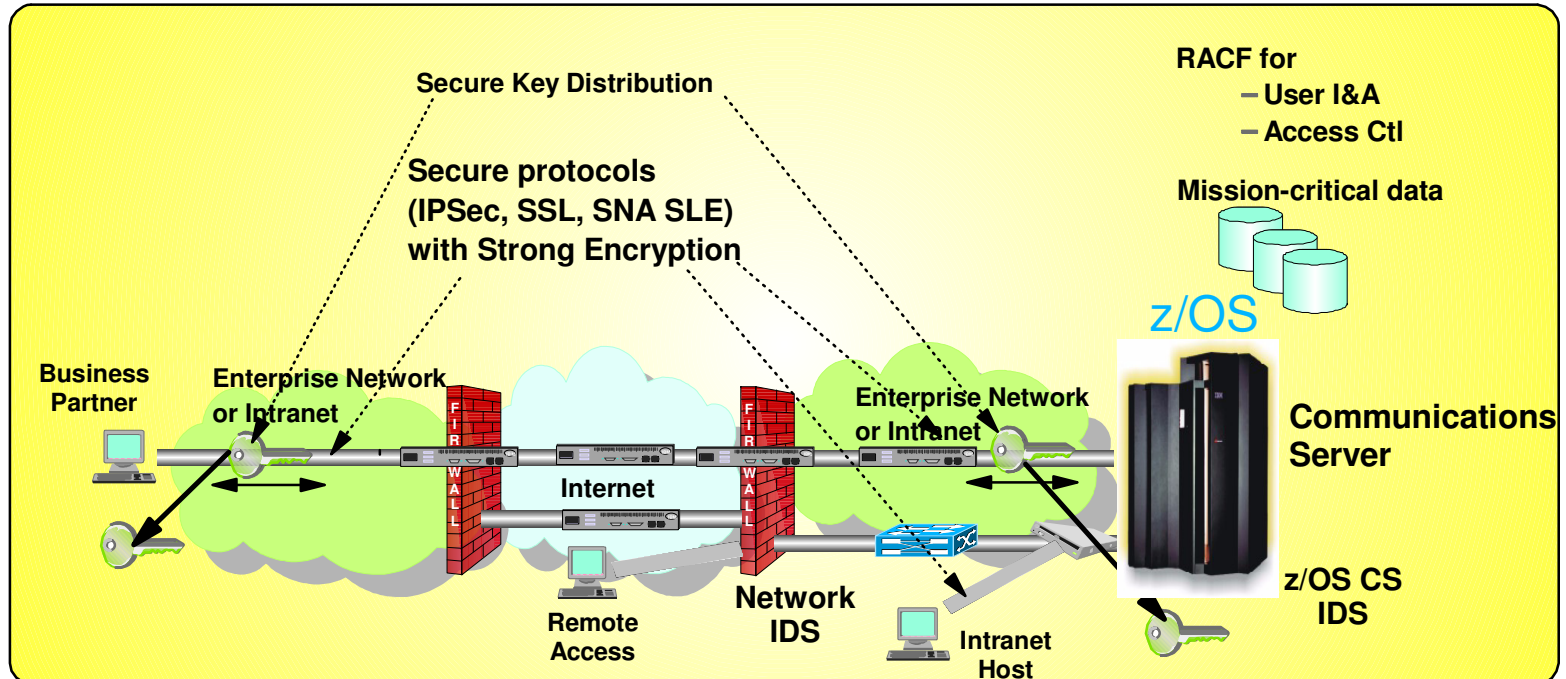 RACF for
– User I&A
– Access Ctl
Secure Key Distribution
Secure protocols
(IPSec, SSL, SNA SLE)
with Strong Encryption
Mission-critical data
z/OS
Business
Partner
Enterprise Network
or Intranet
FIREWALL
Internet
FIREWALL
Enterprise Network
or Intranet
Communications
Server
Remote
Access
Network
IDS
Intranet
Host
z/OS CS
IDS